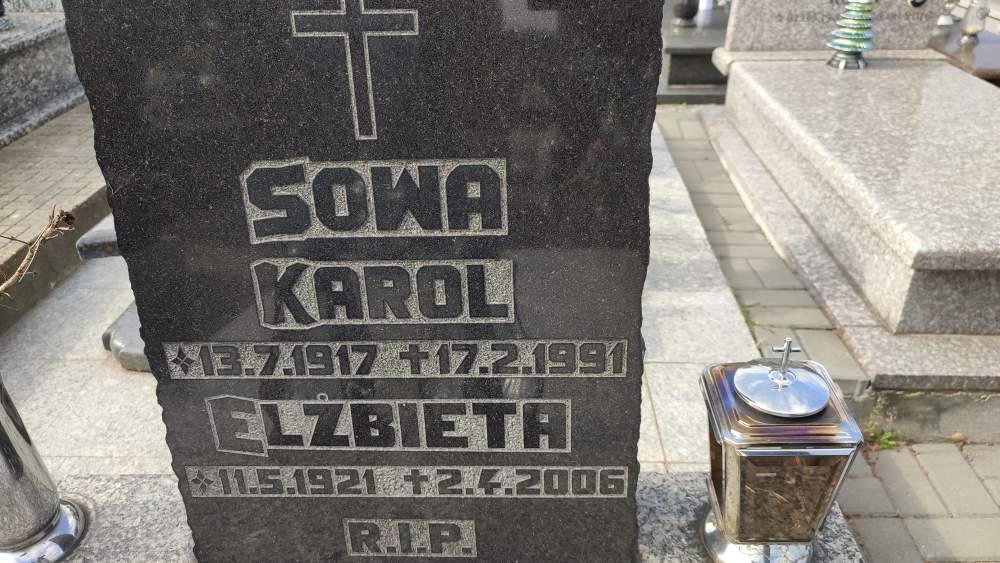 SOWA
KAROL
13.7.1917 ✝17.2.1991
ELŻBIETA
11.5.1921 ✝2.4.2006
R.I.P.